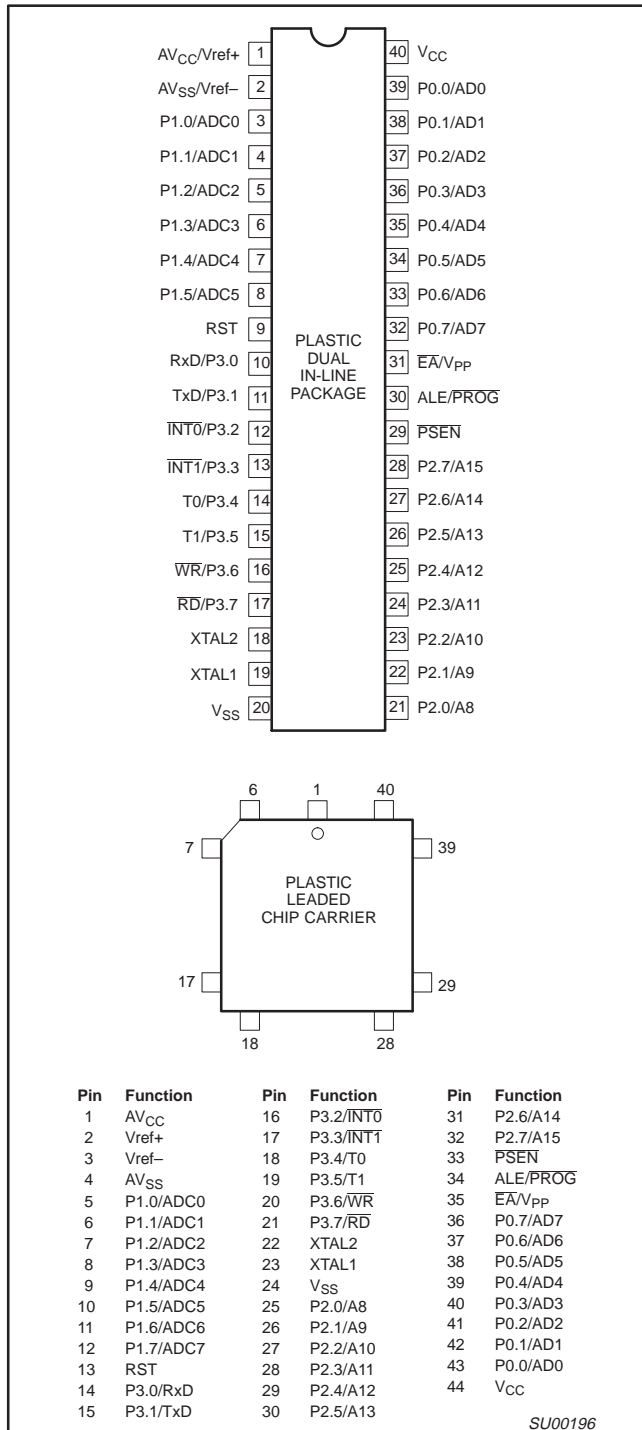 AVCC/Vref+ 1 40 VCC
AVSS/Vref– 2 39 P0.0/AD0
P1.0/ADC0 3 38 P0.1/AD1
P1.1/ADC1 4 37 P0.2/AD2
P1.2/ADC2 5 36 P0.3/AD3
P1.3/ADC3 6 35 P0.4/AD4
P1.4/ADC4 7 34 P0.5/AD5
P1.5/ADC5 8 33 P0.6/AD6
RST 9 32 P0.7/AD7
RxD/P3.0 10 31 E̅A̅/VPP
TxD/P3.1 11 30 ALE/P̅R̅O̅G̅
I̅N̅T̅0̅/P3.2 12 29 P̅S̅E̅N̅
I̅N̅T̅1̅/P3.3 13 28 P2.7/A15
T0/P3.4 14 27 P2.6/A14
T1/P3.5 15 26 P2.5/A13
W̅R̅/P3.6 16 25 P2.4/A12
R̅D̅/P3.7 17 24 P2.3/A11
XTAL2 18 23 P2.2/A10
XTAL1 19 22 P2.1/A9
VSS 20 21 P2.0/A8
PLASTIC
DUAL
IN-LINE
PACKAGE
6 1 40
7 39
PLASTIC
LEADED
CHIP CARRIER
17 29
18 28
Pin Function Pin Function Pin Function
1 AVCC 16 P3.2/I̅N̅T̅0̅ 31 P2.6/A14
2 Vref+ 17 P3.3/I̅N̅T̅1̅ 32 P2.7/A15
3 Vref– 18 P3.4/T0 33 P̅S̅E̅N̅
4 AVSS 19 P3.5/T1 34 ALE/P̅R̅O̅G̅
5 P1.0/ADC0 20 P3.6/W̅R̅ 35 E̅A̅/VPP
6 P1.1/ADC1 21 P3.7/R̅D̅ 36 P0.7/AD7
7 P1.2/ADC2 22 XTAL2 37 P0.6/AD6
8 P1.3/ADC3 23 XTAL1 38 P0.5/AD5
9 P1.4/ADC4 24 VSS 39 P0.4/AD4
10 P1.5/ADC5 25 P2.0/A8 40 P0.3/AD3
11 P1.6/ADC6 26 P2.1/A9 41 P0.2/AD2
12 P1.7/ADC7 27 P2.2/A10 42 P0.1/AD1
13 RST 28 P2.3/A11 43 P0.0/AD0
14 P3.0/RxD 29 P2.4/A12 44 VCC
15 P3.1/TxD 30 P2.5/A13
SU00196